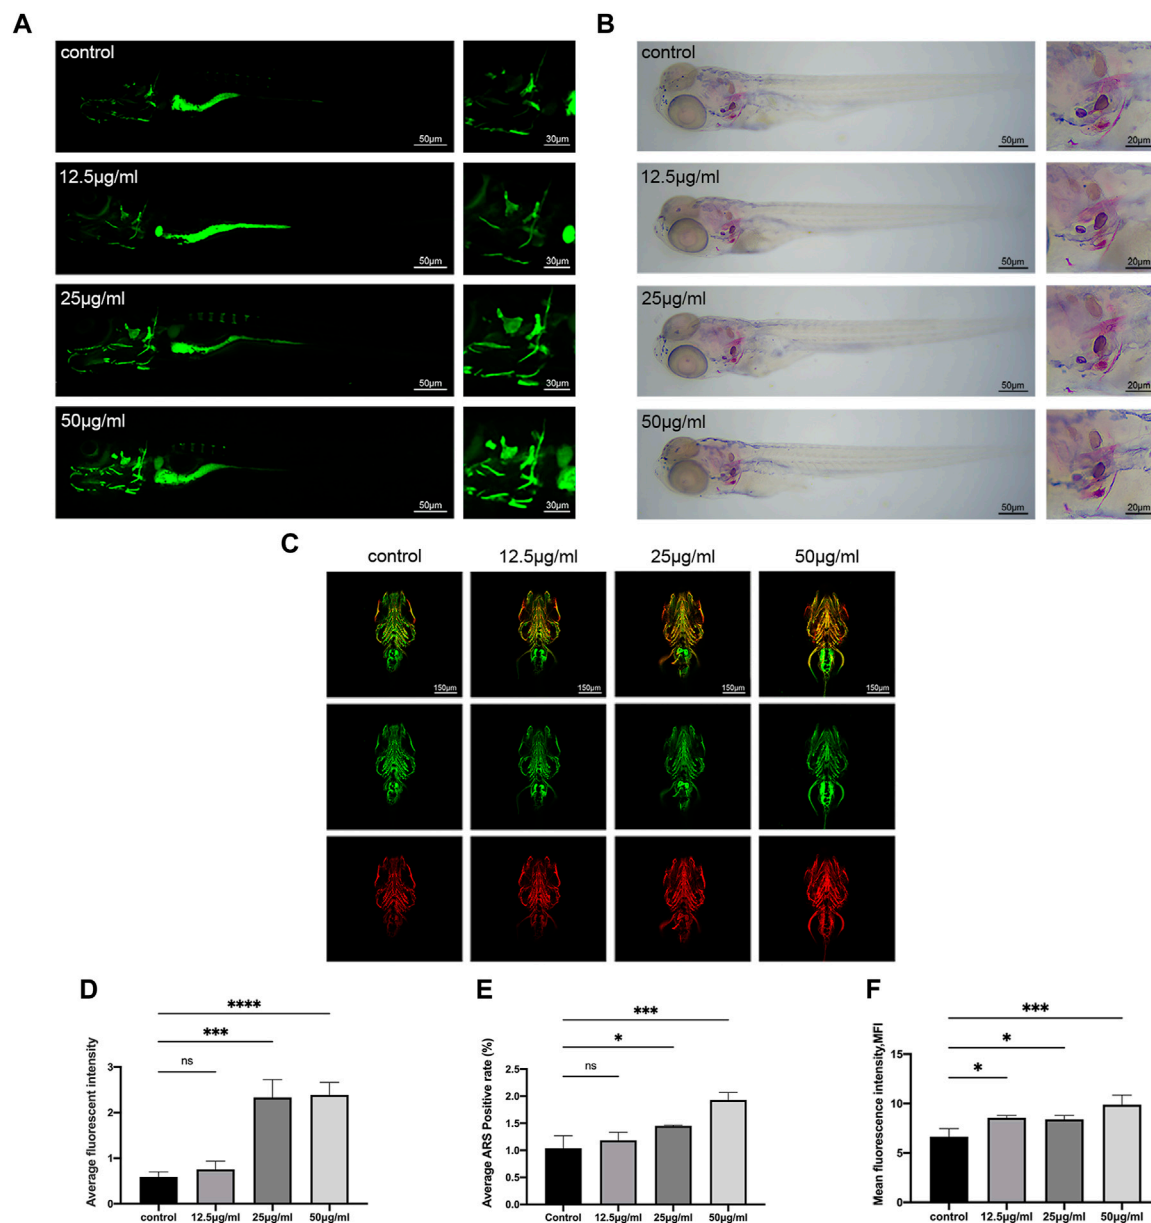 A
control
50µm
30µm
12.5µg/ml
50µm
30µm
25µg/ml
50µm
30µm
50µg/ml
50µm
30µm
B
control
50µm
20µm
12.5µg/ml
50µm
20µm
25µg/ml
50µm
20µm
50µg/ml
50µm
20µm
C
control 12.5µg/ml 25µg/ml 50µg/ml
150µm 150µm 150µm 150µm
D
****
***
ns
Average fluorescent intensity
3
2
1
0
control 12.5µg/ml 25µg/ml 50µg/ml
E
***
*
ns
Average ARS Positive rate (%)
2.5
2.0
1.5
1.0
0.5
0.0
Control 12.5µg/ml 25µg/ml 50µg/ml
F
***
*
*
Mean fluorescence intensity,MFI
15
10
5
0
control 12.5µg/ml 25µg/ml 50µg/ml